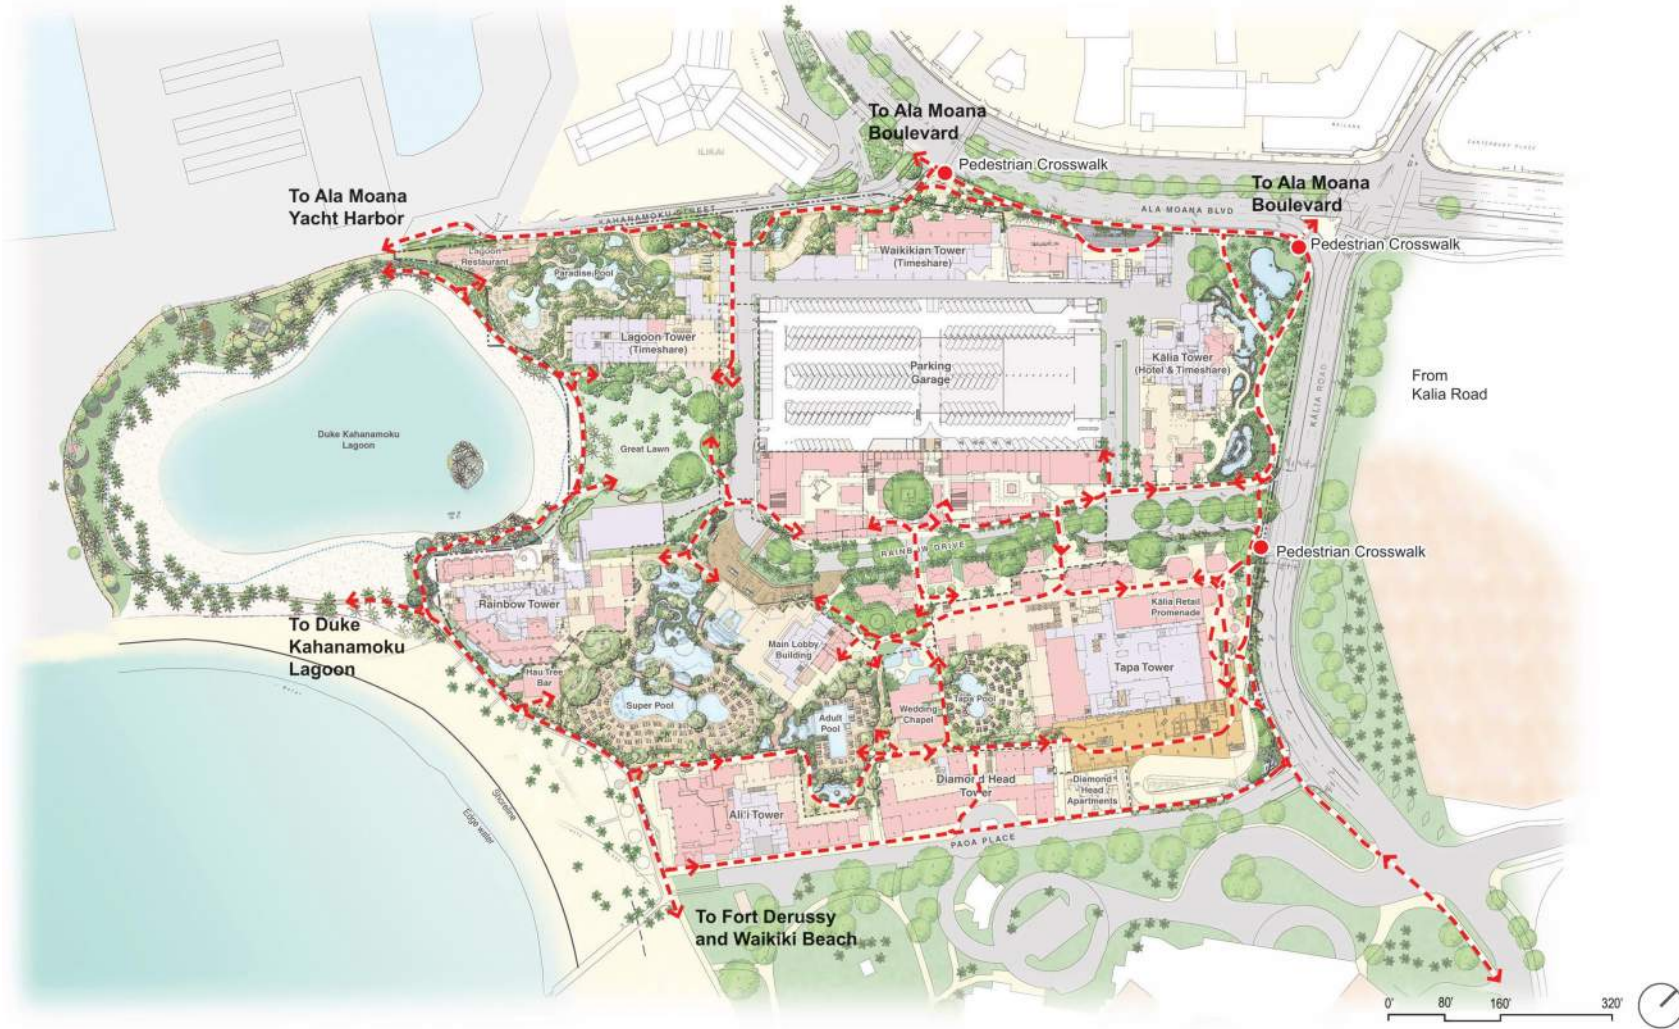 To Ala Moana
Boulevard
Pedestrian Crosswalk
ILIKAI
To Ala Moana
Yacht Harbor
KAHANAMOKU STREET
To Ala Moana
Boulevard
ALA MOANA BLVD
Pedestrian Crosswalk
Lagoon
Restaurant
Paradise Pool
Waikikian Tower
(Timeshare)
Lagoon Tower
(Timeshare)
Parking
Garage
Kālia Tower
(Hotel & Timeshare)
KĀLIA ROAD
From
Kalia Road
Duke Kahanamoku
Lagoon
Great Lawn
RAINBOW DRIVE
Pedestrian Crosswalk
Rainbow Tower
To Duke
Kahanamoku
Lagoon
Kālia Retail
Promenade
Main Lobby
Building
Tapa Tower
Hau Tree
Bar
Super Pool
Adult
Pool
Wedding
Chapel
Tapa Pool
Shoreline
Edge water
Ali'i Tower
Diamond Head
Tower
Diamond
Head
Apartments
PAOA PLACE
To Fort Derussy
and Waikiki Beach
0' 80' 160' 320'